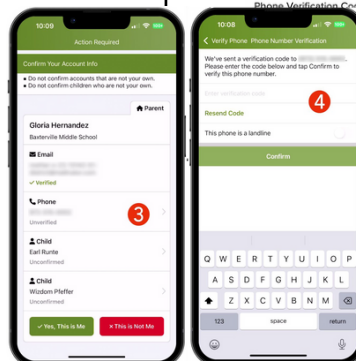 Phone Verification Co
10:09
Action Required
Confirm Your Account Info
Do not confirm accounts that are not your own.
Do not confirm children who are not your own.
Parent
Gloria Hernandez
Baxterville Middle School
Email
✓ Verified
Phone
Unverified
3
Child
Earl Runte
Unconfirmed
Child
Wizdom Pfeffer
Unconfirmed
✓ Yes, This is Me
× This is Not Me
10:08
Verify Phone Phone Number Verification
We've sent a verification code to
Please enter the code below and tap Confirm to
verify this phone number.
Enter verification code
4
Resend Code
This phone is a landline
Confirm
Q W E R T Y U I O P
A S D F G H J K L
Z X C V B N M
123 space return